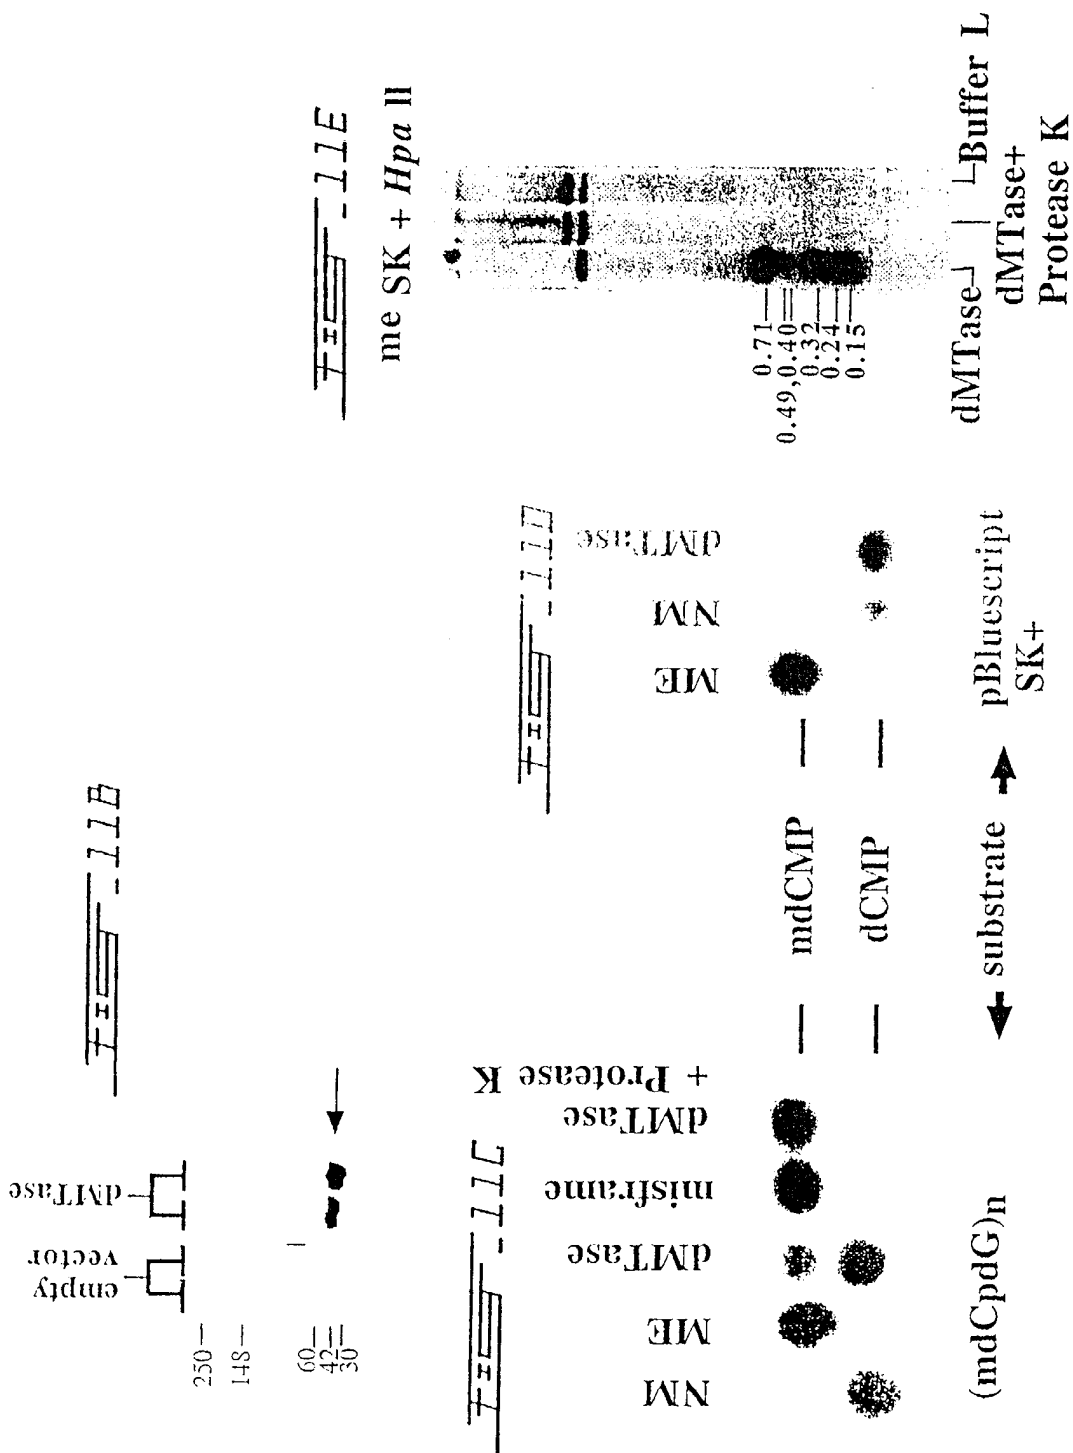 FIG. 11B
empty
vector
dMTase
250
148
60
42
30
FIG. 11C
NM
ME
dMTase
misframe
dMTase
+ Protease K
mdCMP
dCMP
(mdCpdG)n
substrate
pBluescript
SK+
FIG. 11D
ME
NM
dMTase
FIG. 11E
me SK + Hpa II
0.71
0.49,0.40
0.32
0.24
0.15
dMTase
dMTase+
Protease K
Buffer L